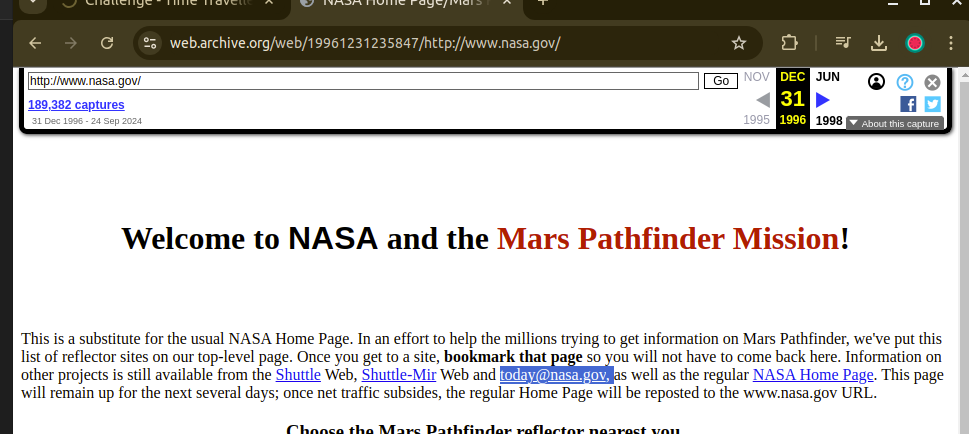 Challenge - Time Travelle
NASA Home Page/Mars
web.archive.org/web/19961231235847/http://www.nasa.gov/
http://www.nasa.gov/
Go
NOV DEC JUN
189,382 captures
31
31 Dec 1996 - 24 Sep 2024
1995 1996 1998
About this capture
Welcome to NASA and the Mars Pathfinder Mission!
This is a substitute for the usual NASA Home Page. In an effort to help the millions trying to get information on Mars Pathfinder, we've put this
list of reflector sites on our top-level page. Once you get to a site, bookmark that page so you will not have to come back here. Information on
other projects is still available from the Shuttle Web, Shuttle-Mir Web and today@nasa.gov, as well as the regular NASA Home Page. This page
will remain up for the next several days; once net traffic subsides, the regular Home Page will be reposted to the www.nasa.gov URL.
Choose the Mars Pathfinder reflector nearest you